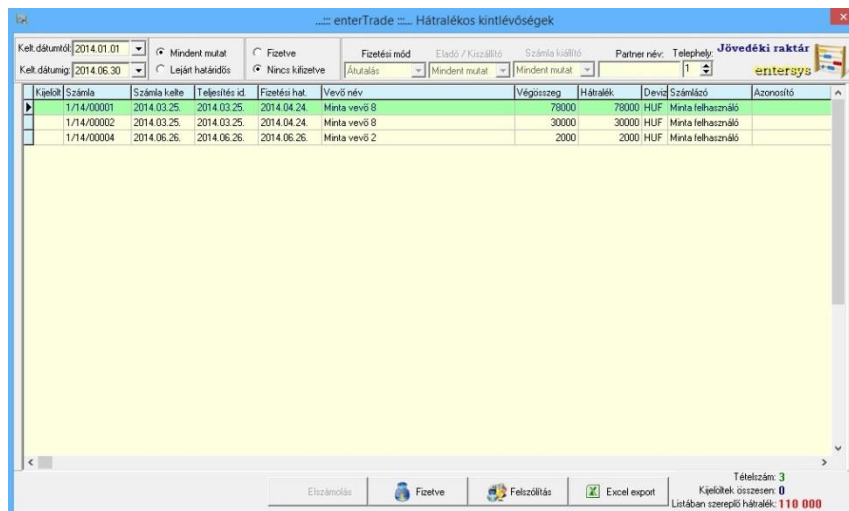 ...::: enterTrade :::... Hátralékos kintlévőségek
Kelt.dátumtól: 2014.01.01
Mindent mutat
Fizetve
Fizetési mód
Eladó / Kiszállító
Számla kiállító
Partner név:
Telephely:
Jövedéki raktár
Kelt.dátumig: 2014.06.30
Lejárt határidős
Nincs kifizetve
Átutalás
Mindent mutat
Mindent mutat
1
entersys
Kijelölt Számla Számla kelte Teljesítés id. Fizetési hat. Vevő név Végösszeg Hátralék Deviz Számlázó Azonosító
1/14/00001 2014.03.25. 2014.03.25. 2014.04.24. Minta vevő 8 78000 78000 HUF Minta felhasználó
1/14/00002 2014.03.25. 2014.03.25. 2014.04.24. Minta vevő 8 30000 30000 HUF Minta felhasználó
1/14/00004 2014.06.26. 2014.06.26. 2014.06.26. Minta vevő 2 2000 2000 HUF Minta felhasználó
Elszámolás Fizetve Felszólítás Excel export
Tételszám: 3
Kijelöltek összesen: 0
Listában szereplő hátralék: 110 000